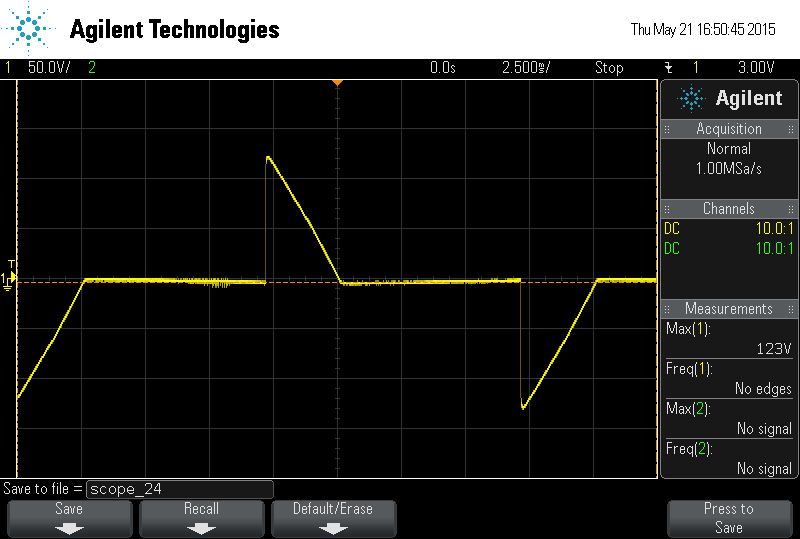 Agilent Technologies
Thu May 21 16:50:45 2015
1 50.0V/ 2 0.0s 2.500ms/ Stop 1 3.00V
Agilent
Acquisition
Normal
1.00MSa/s
Channels
DC 10.0:1
DC 10.0:1
T
1
Measurements
Max(1):
123V
Freq(1):
No edges
Max(2):
No signal
Freq(2):
No signal
Save to file = scope_24
Save
Recall
Default/Erase
Press to
Save